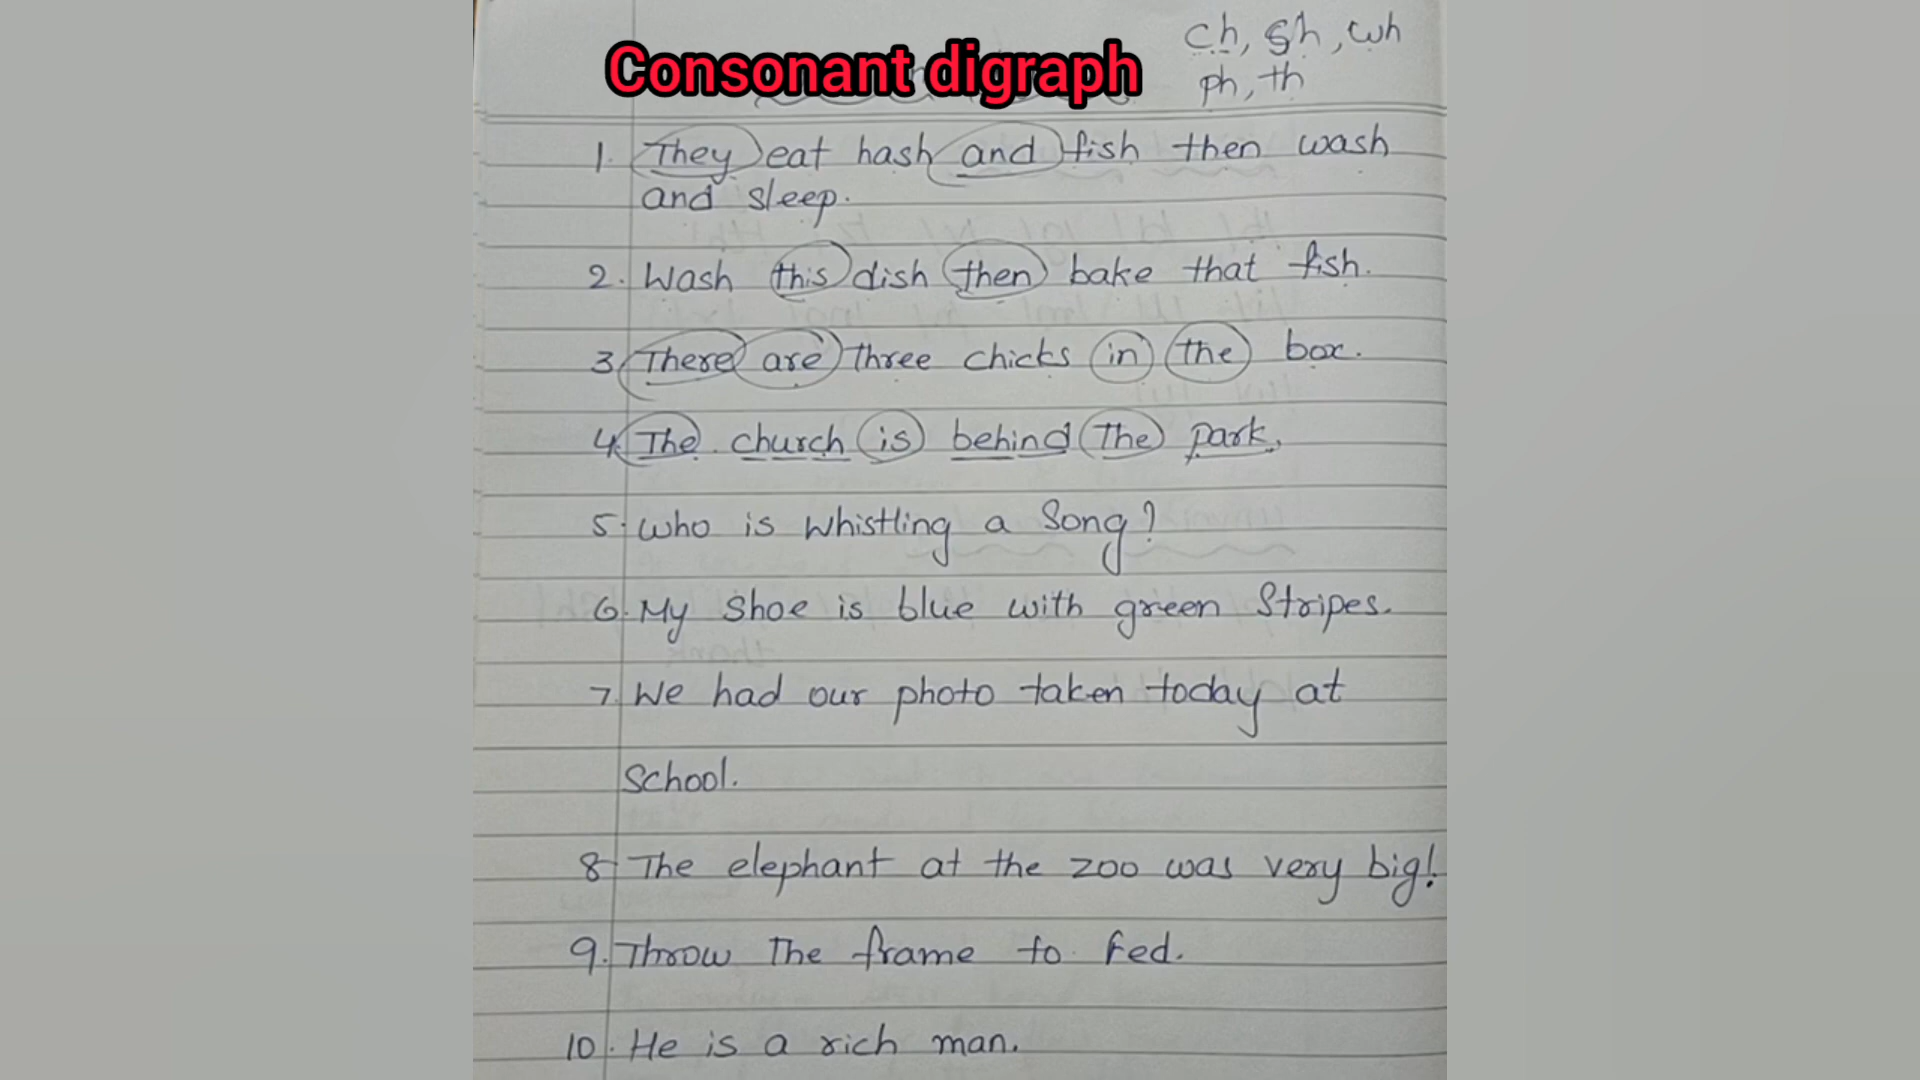 Consonant digraph
ch, sh, wh
ph, th
1. They eat hash and fish then wash
and sleep.
2. Wash this dish then bake that fish.
3. There are three chicks in the box.
4. The church is behind the park.
5. Who is whistling a Song?
6. My shoe is blue with green Stripes.
7. We had our photo taken today at
School.
8 The elephant at the zoo was very big!
9. Throw The frame to Fed.
10. He is a rich man.